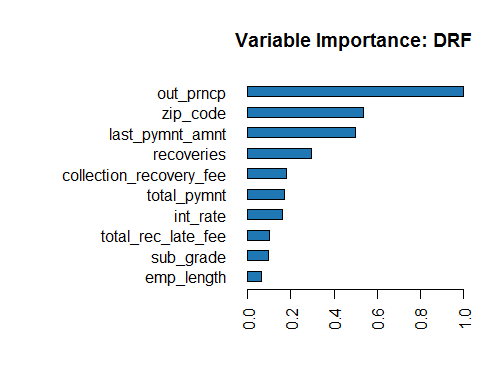 Variable Importance: DRF
out_prncp
zip_code
last_pymnt_amnt
recoveries
collection_recovery_fee
total_pymnt
int_rate
total_rec_late_fee
sub_grade
emp_length
0.0 0.2 0.4 0.6 0.8 1.0